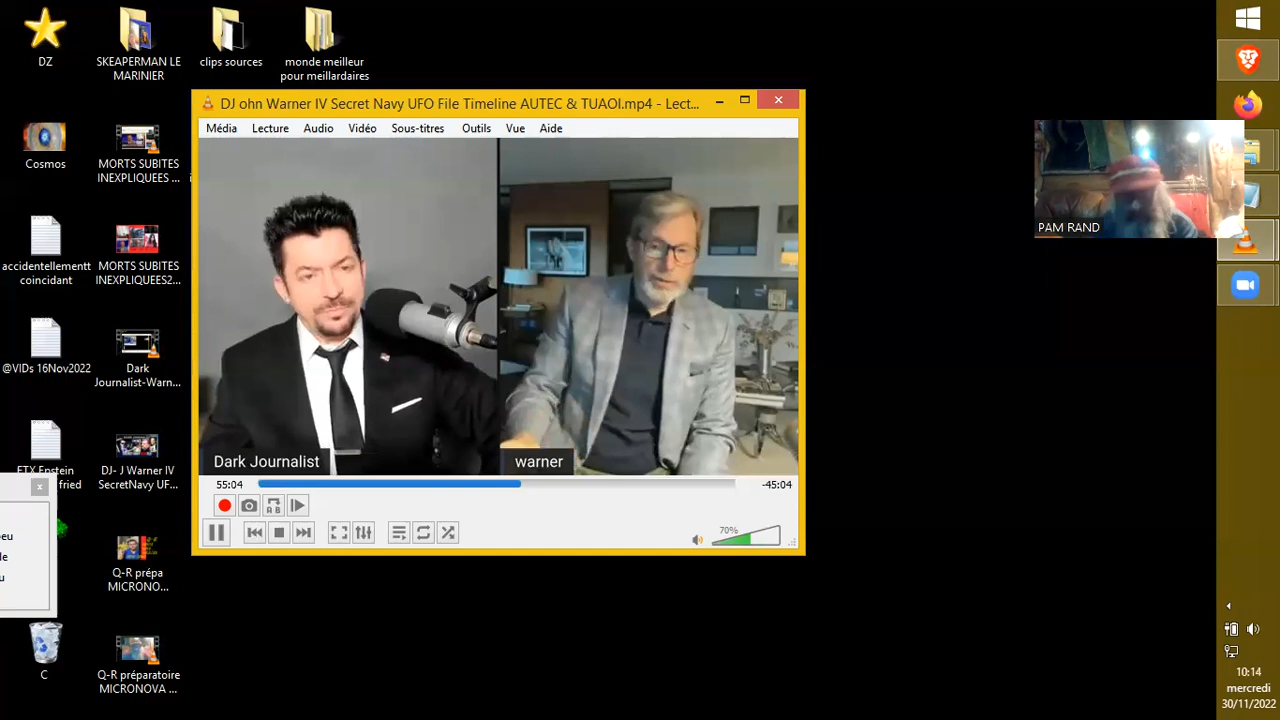 DZ
SKEAPERMAN LE
MARINIER
clips sources
monde meilleur
pour meillardaires
DJ ohn Warner IV Secret Navy UFO File Timeline AUTEC & TUAOI.mp4 - Lect...
Média Lecture Audio Vidéo Sous-titres Outils Vue Aide
Cosmos
MORTS SUBITES
INEXPLIQUEES ...
PAM RAND
accidentellementt
coincidant
MORTS SUBITES
INEXPLIQUEES2...
@VIDs 16Nov2022
Dark
Journalist-Warn...
FTX Epstein
fried
DJ- J Warner IV
SecretNavy UF...
Dark Journalist
warner
55:04
-45:04
A B
70%
eu
le
u
Q-R prépa
MICRONO...
C
Q-R préparatoire
MICRONOVA ...
10:14
mercredi
30/11/2022